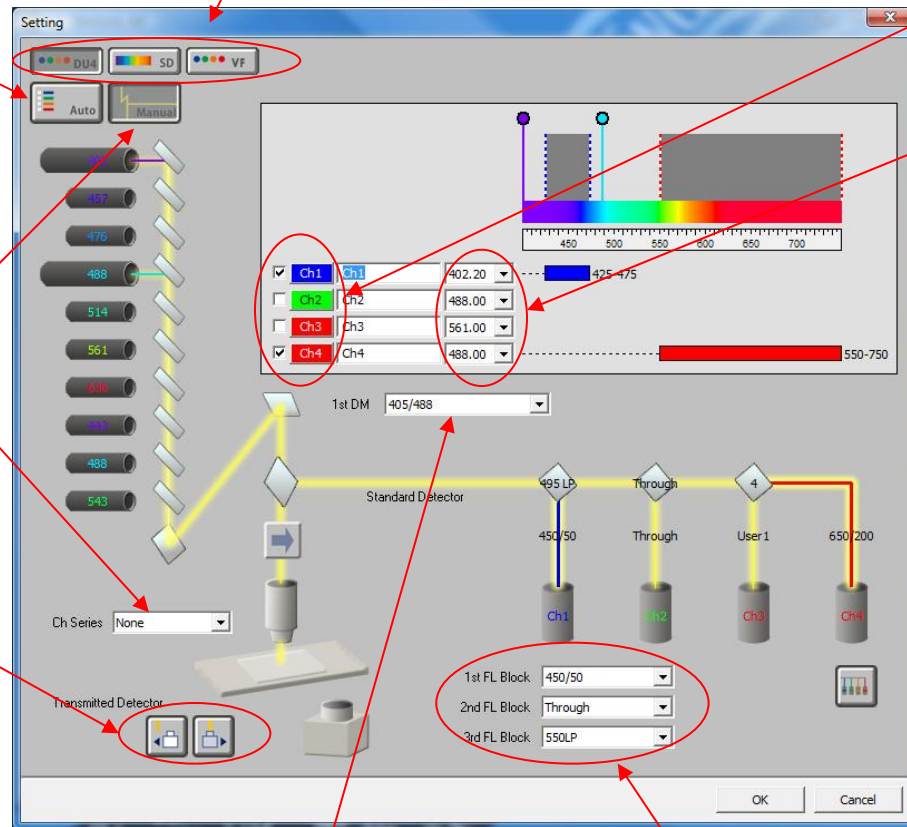 Setting
DU4 SD VF
Auto Manual
457
476
488
514
561
488
543
450 500 550 600 650 700
Ch1 Ch1 402.20 425-475
Ch2 Ch2 488.00
Ch3 Ch3 561.00
Ch4 Ch4 488.00 550-750
1st DM 405/488
Standard Detector
495 LP Through 4
450/50 Through User1 650/200
Ch1 Ch2 Ch3 Ch4
Ch Series None
1st FL Block 450/50
2nd FL Block Through
3rd FL Block 550LP
Transmitted Detector
OK Cancel